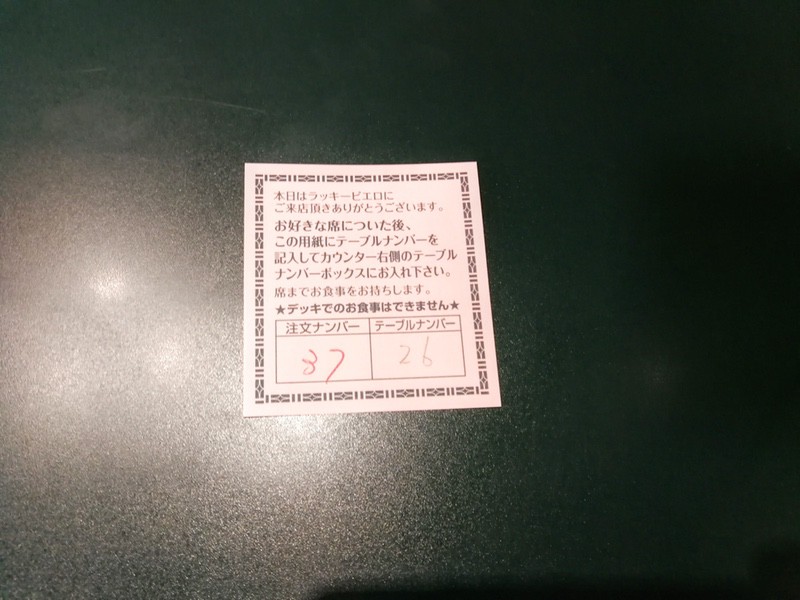 本日はラッキーピエロに
ご来店頂きありがとうございます。
お好きな席についた後、
この用紙にテーブルナンバーを
記入してカウンター右側のテーブル
ナンバーボックスにお入れ下さい。
席までお食事をお持ちします。
★デッキでのお食事はできません★
注文ナンバー テーブルナンバー
37 26